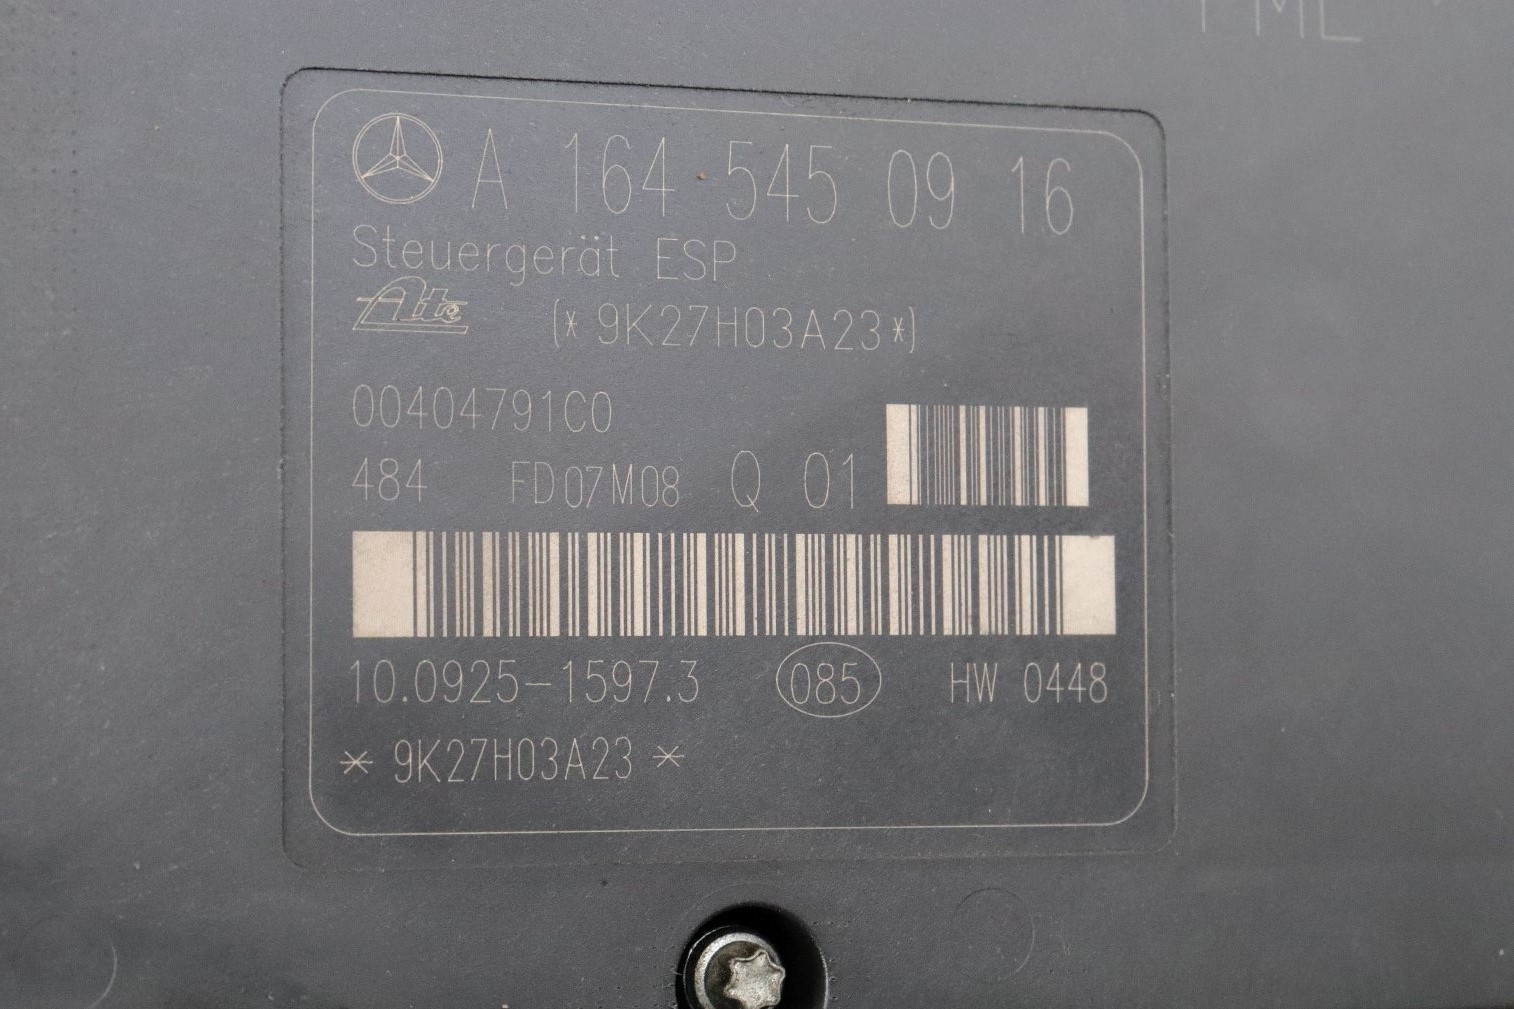 A 164 545 09 16
Steuergerät ESP
Ate (*9K27H03A23*)
00404791C0
484 FD07M08 Q 01
10.0925-1597.3 085 HW 0448
* 9K27H03A23 *